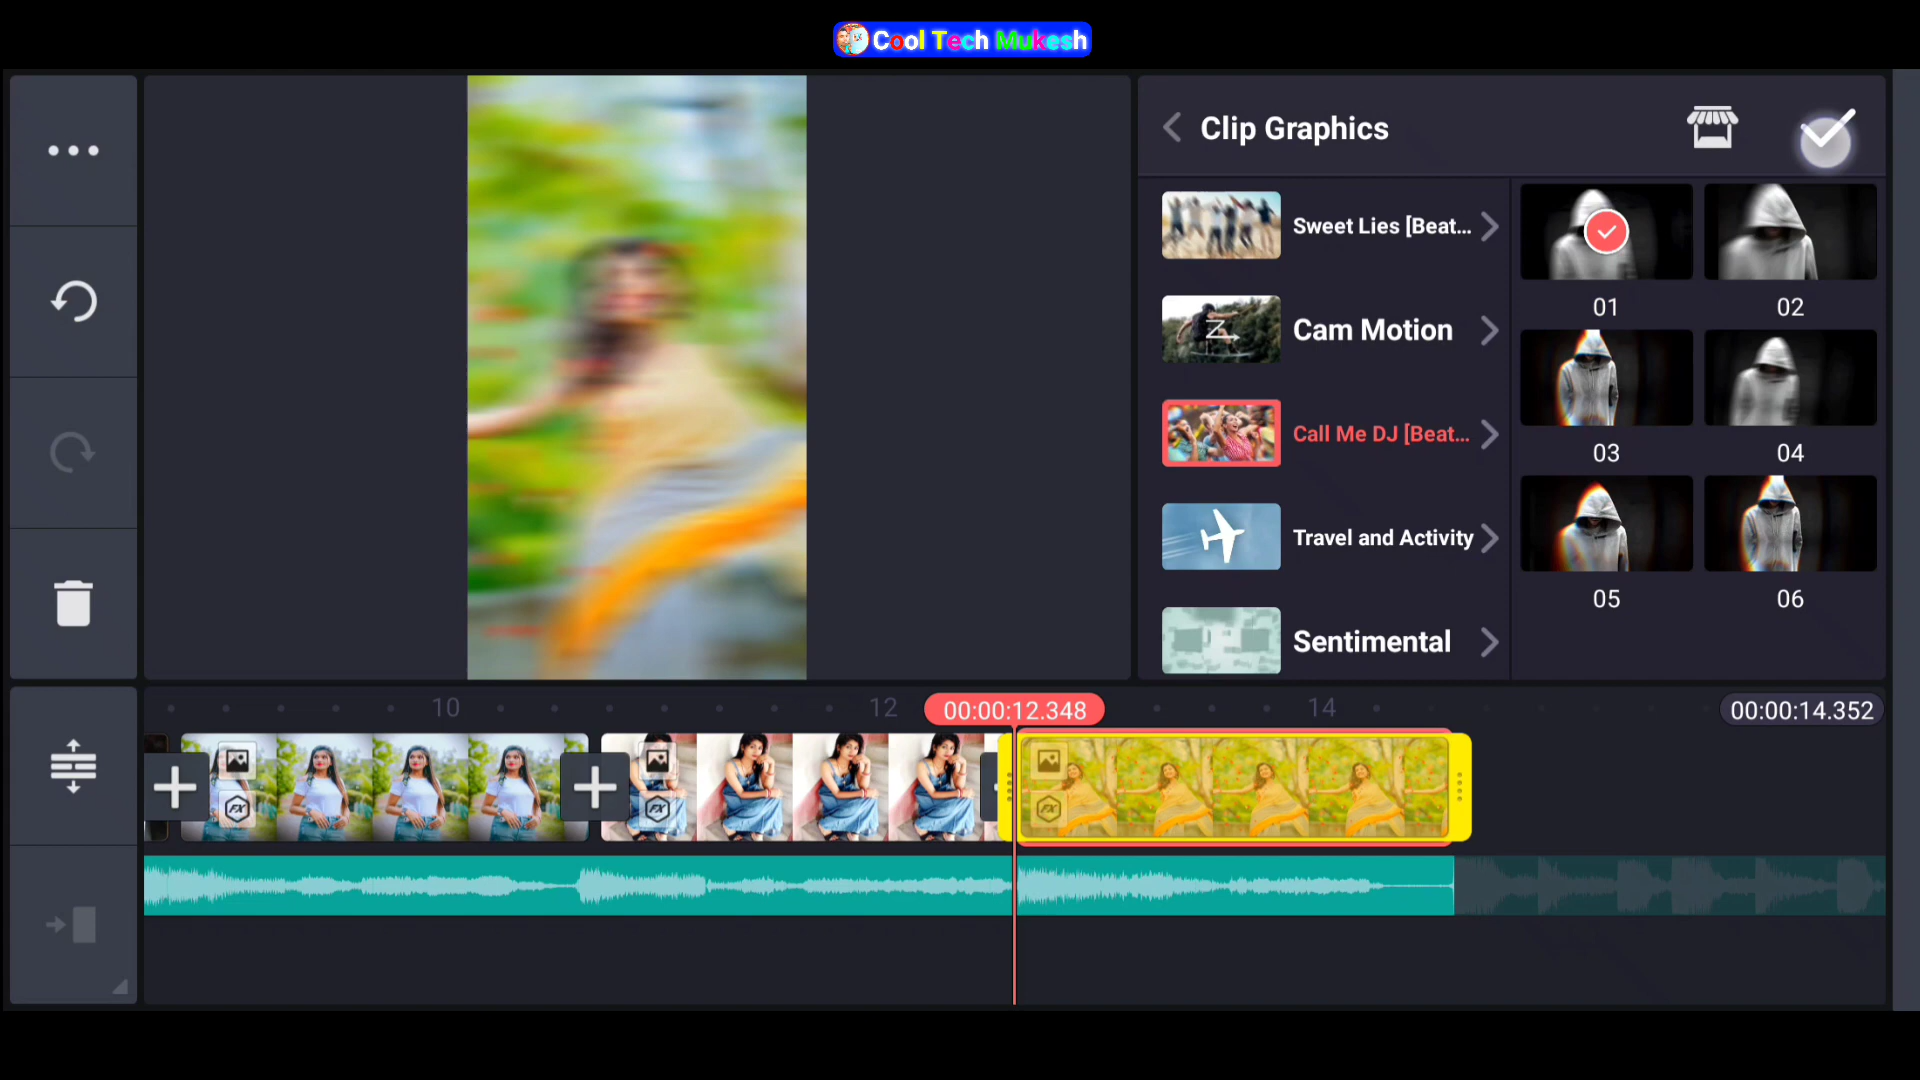 Cool Tech Mukesh
Clip Graphics
Sweet Lies [Beat...
Cam Motion
Call Me DJ [Beat...
Travel and Activity
Sentimental
01
02
03
04
05
06
10
12
00:00:12.348
14
00:00:14.352